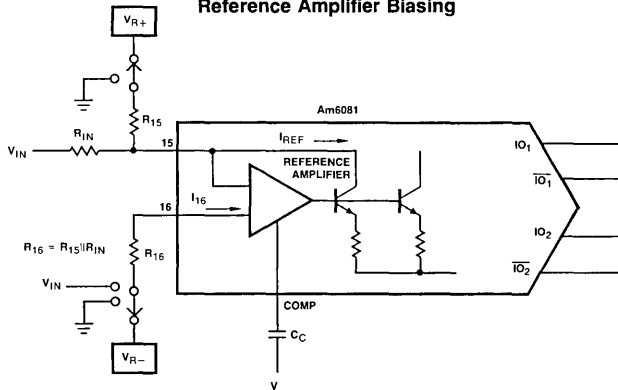 Reference Amplifier Biasing
VR+
R15
Am6081
RIN
VIN
15
IREF
REFERENCE
AMPLIFIER
IO1
IO1
16
I16
R16 = R15||RIN
R16
IO2
VIN
IO2
COMP
CC
VR−
V